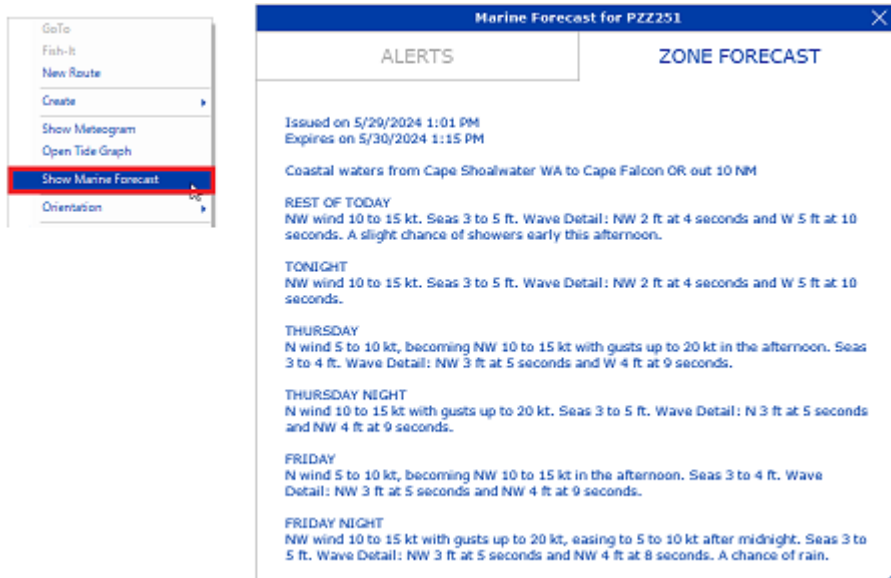 GoTo
Fish-It
New Route
Create
Show Meteogram
Open Tide Graph
Show Marine Forecast
Orientation
Marine Forecast for PZZ251
ALERTS
ZONE FORECAST
Issued on 5/29/2024 1:01 PM
Expires on 5/30/2024 1:15 PM
Coastal waters from Cape Shoalwater WA to Cape Falcon OR out 10 NM
REST OF TODAY
NW wind 10 to 15 kt. Seas 3 to 5 ft. Wave Detail: NW 2 ft at 4 seconds and W 5 ft at 10
seconds. A slight chance of showers early this afternoon.
TONIGHT
NW wind 10 to 15 kt. Seas 3 to 5 ft. Wave Detail: NW 2 ft at 4 seconds and W 5 ft at 10
seconds.
THURSDAY
N wind 5 to 10 kt, becoming NW 10 to 15 kt with gusts up to 20 kt in the afternoon. Seas
3 to 4 ft. Wave Detail: NW 3 ft at 5 seconds and W 4 ft at 9 seconds.
THURSDAY NIGHT
N wind 10 to 15 kt with gusts up to 20 kt. Seas 3 to 5 ft. Wave Detail: N 3 ft at 5 seconds
and NW 4 ft at 9 seconds.
FRIDAY
N wind 5 to 10 kt, becoming NW 10 to 15 kt in the afternoon. Seas 3 to 4 ft. Wave
Detail: NW 3 ft at 5 seconds and NW 4 ft at 9 seconds.
FRIDAY NIGHT
NW wind 10 to 15 kt with gusts up to 20 kt, easing to 5 to 10 kt after midnight. Seas 3 to
5 ft. Wave Detail: NW 3 ft at 5 seconds and NW 4 ft at 8 seconds. A chance of rain.